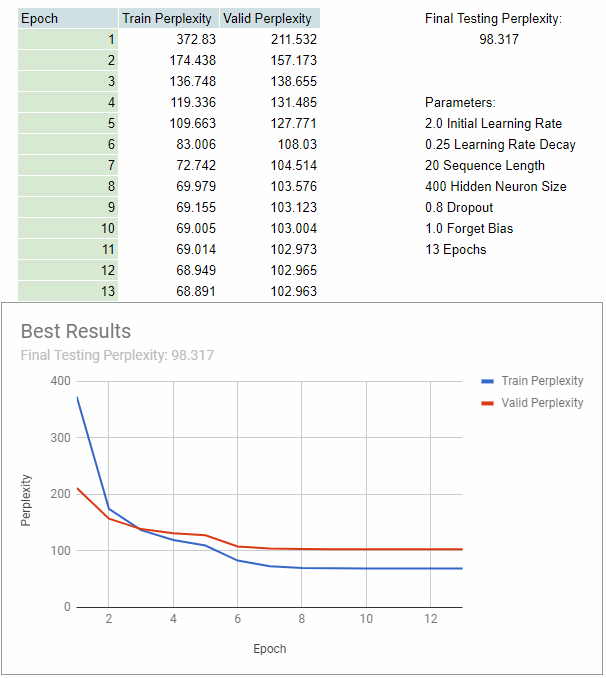 Epoch Train Perplexity Valid Perplexity
1 372.83 211.532
2 174.438 157.173
3 136.748 138.655
4 119.336 131.485
5 109.663 127.771
6 83.006 108.03
7 72.742 104.514
8 69.979 103.576
9 69.155 103.123
10 69.005 103.004
11 69.014 102.973
12 68.949 102.965
13 68.891 102.963
Final Testing Perplexity:
98.317
Parameters:
2.0 Initial Learning Rate
0.25 Learning Rate Decay
20 Sequence Length
400 Hidden Neuron Size
0.8 Dropout
1.0 Forget Bias
13 Epochs
Best Results
Final Testing Perplexity: 98.317
400
300
200
100
0
Perplexity
2 4 6 8 10 12
Epoch
Train Perplexity
Valid Perplexity